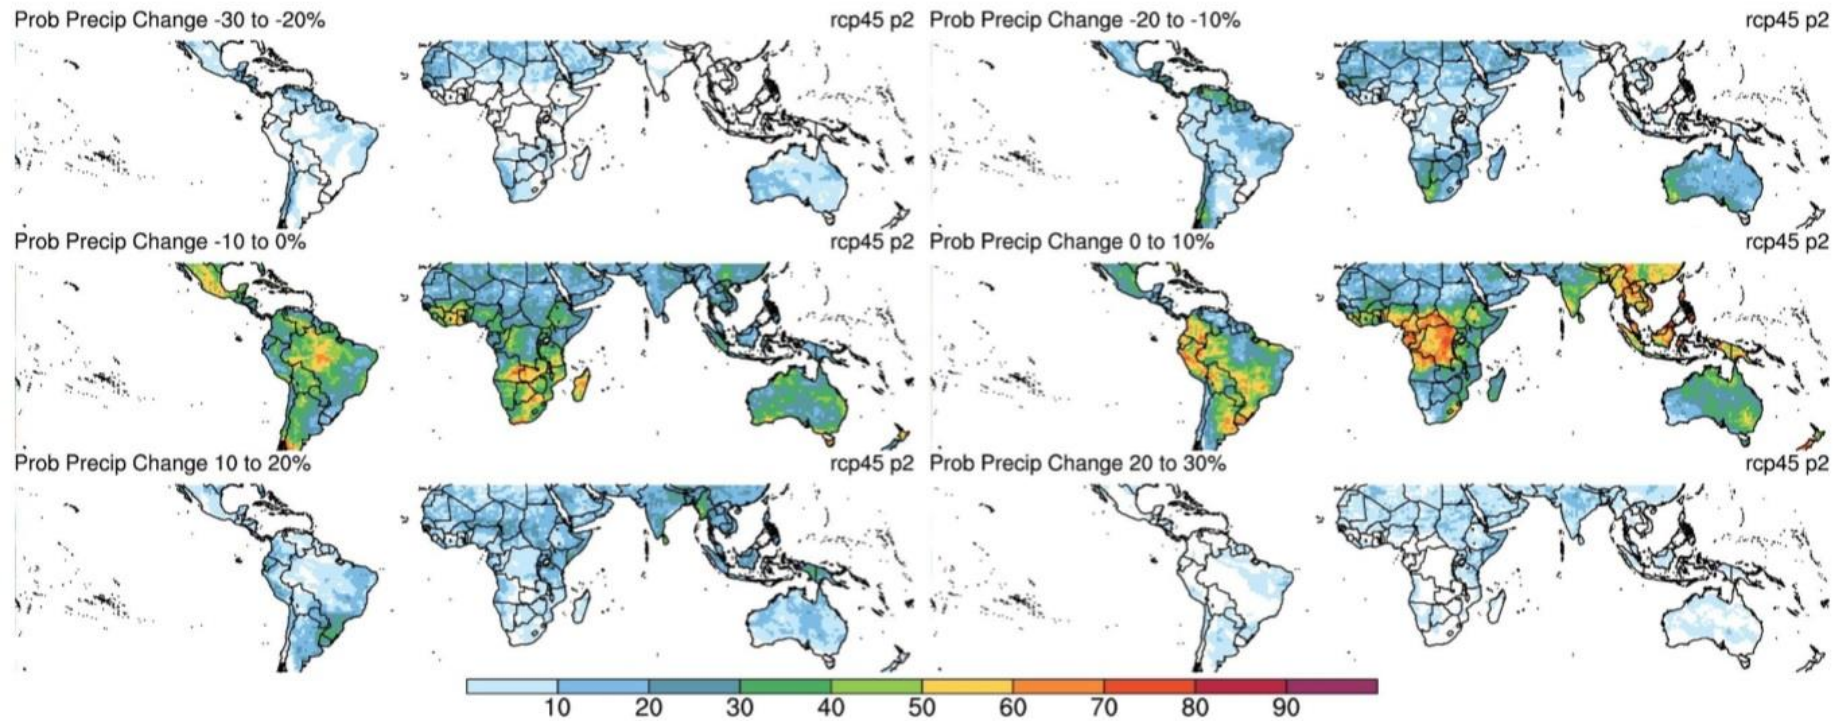 Prob Precip Change -30 to -20% rcp45 p2
Prob Precip Change -20 to -10% rcp45 p2
Prob Precip Change -10 to 0% rcp45 p2
Prob Precip Change 0 to 10% rcp45 p2
Prob Precip Change 10 to 20% rcp45 p2
Prob Precip Change 20 to 30% rcp45 p2
10 20 30 40 50 60 70 80 90